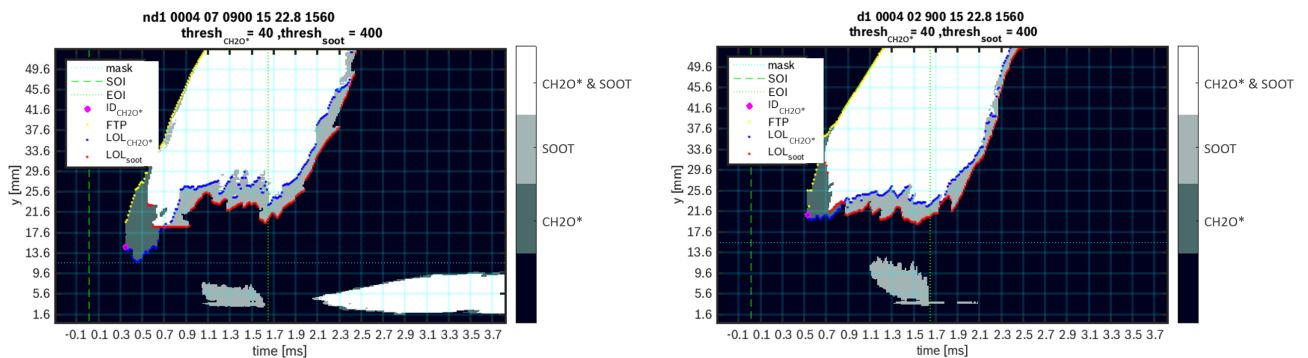 nd1 0004 07 0900 15 22.8 1560
thresh_CH2O* = 40 ,thresh_soot = 400
49.6
45.6
41.6
37.6
33.6
29.6
25.6
21.6
17.6
13.6
9.6
5.6
1.6
y [mm]
mask
SOI
EOI
ID_CH2O*
FTP
LOL_CH2O*
LOL_soot
-0.1 0.1 0.3 0.5 0.7 0.9 1.1 1.3 1.5 1.7 1.9 2.1 2.3 2.5 2.7 2.9 3.1 3.3 3.5 3.7
time [ms]
CH2O* & SOOT
SOOT
CH2O*
d1 0004 02 900 15 22.8 1560
thresh_CH2O* = 40 ,thresh_soot = 400
49.6
45.6
41.6
37.6
33.6
29.6
25.6
21.6
17.6
13.6
9.6
5.6
1.6
y [mm]
mask
SOI
EOI
ID_CH2O*
FTP
LOL_CH2O*
LOL_soot
-0.1 0.1 0.3 0.5 0.7 0.9 1.1 1.3 1.5 1.7 1.9 2.1 2.3 2.5 2.7 2.9 3.1 3.3 3.5 3.7
time [ms]
CH2O* & SOOT
SOOT
CH2O*